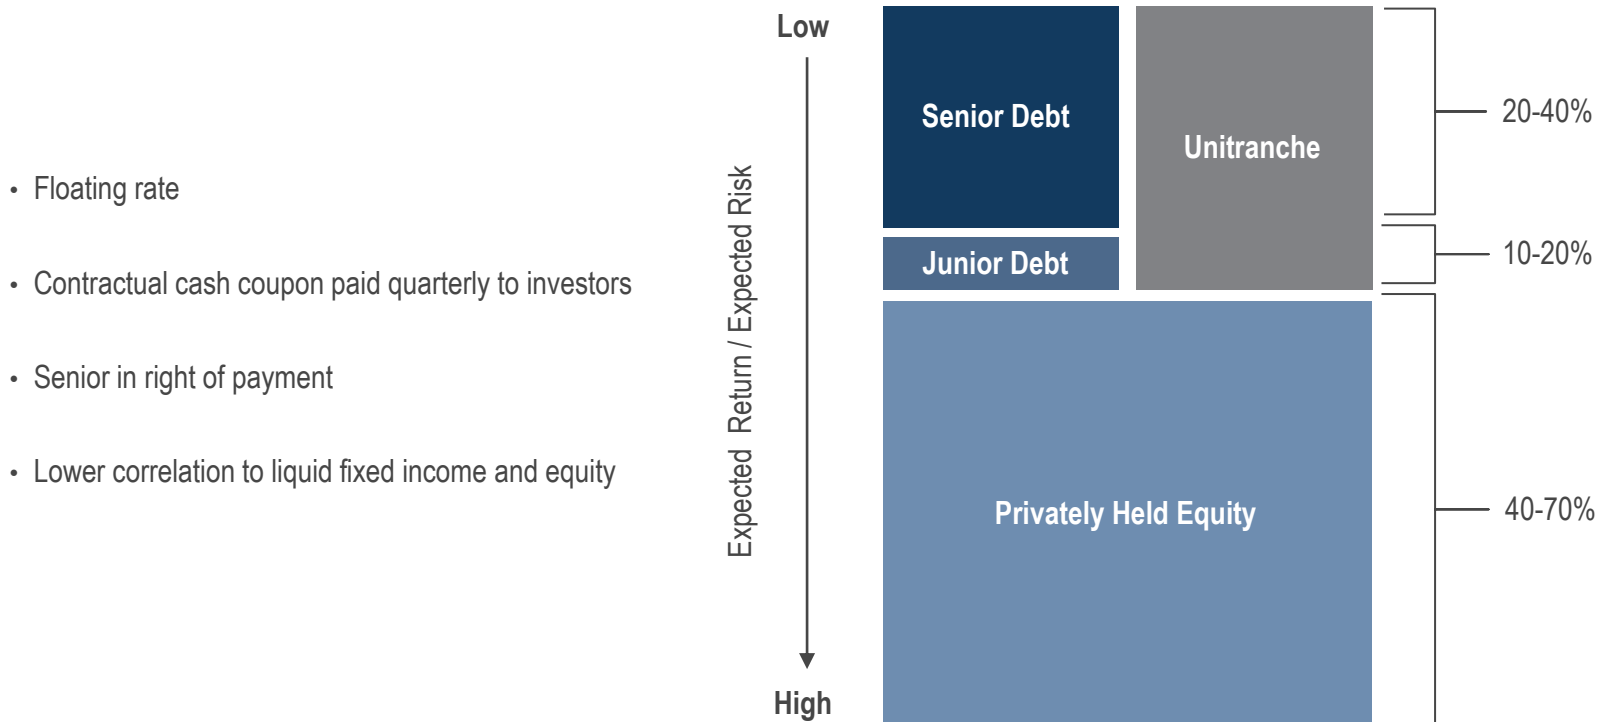 • Floating rate
• Contractual cash coupon paid quarterly to investors
• Senior in right of payment
• Lower correlation to liquid fixed income and equity
Low
Expected Return / Expected Risk
High
Senior Debt
Unitranche
Junior Debt
Privately Held Equity
20-40%
10-20%
40-70%